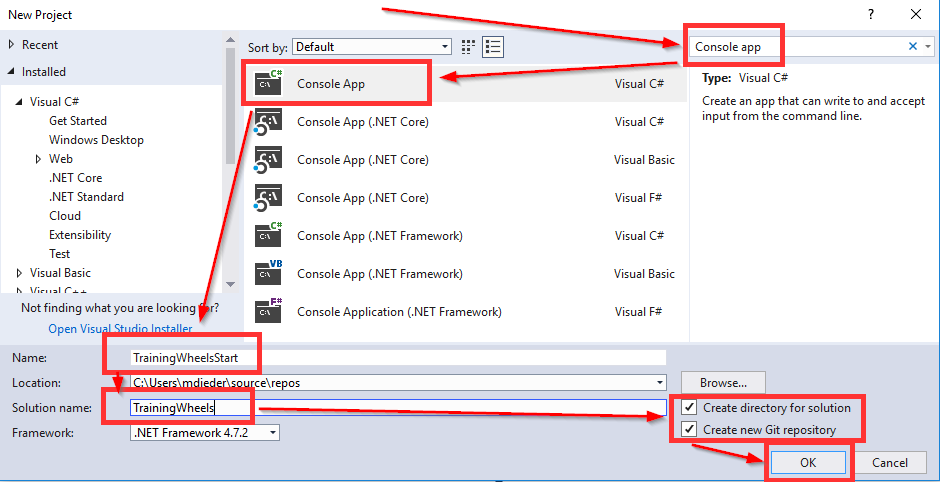 New Project
Recent
Installed
Visual C#
Get Started
Windows Desktop
Web
.NET Core
.NET Standard
Cloud
Extensibility
Test
Visual Basic
Visual C++
Not finding what you are looking for?
Open Visual Studio Installer
Sort by: Default
C# C:\ Console App Visual C#
C:\ Console App (.NET Core) Visual C#
C:\ Console App (.NET Core) Visual Basic
C:\ Console App (.NET Core) Visual F#
C# C:\ Console App (.NET Framework) Visual C#
VB C:\ Console App (.NET Framework) Visual Basic
F# C:\ Console Application (.NET Framework) Visual F#
Console app
Type: Visual C#
Create an app that can write to and accept
input from the command line.
Name: TrainingWheelsStart
Location: C:\Users\mdieder\source\repos Browse...
Solution name: TrainingWheels Create directory for solution
Framework: .NET Framework 4.7.2 Create new Git repository
OK Cancel